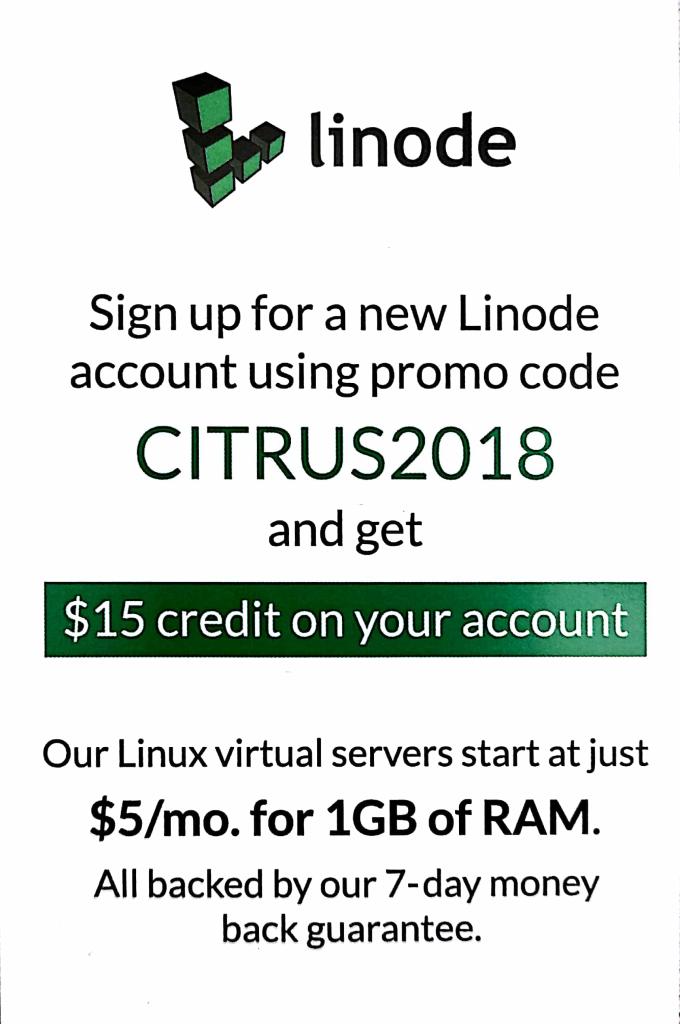 linode
Sign up for a new Linode
account using promo code
CITRUS2018
and get
$15 credit on your account
Our Linux virtual servers start at just
$5/mo. for 1GB of RAM.
All backed by our 7-day money
back guarantee.